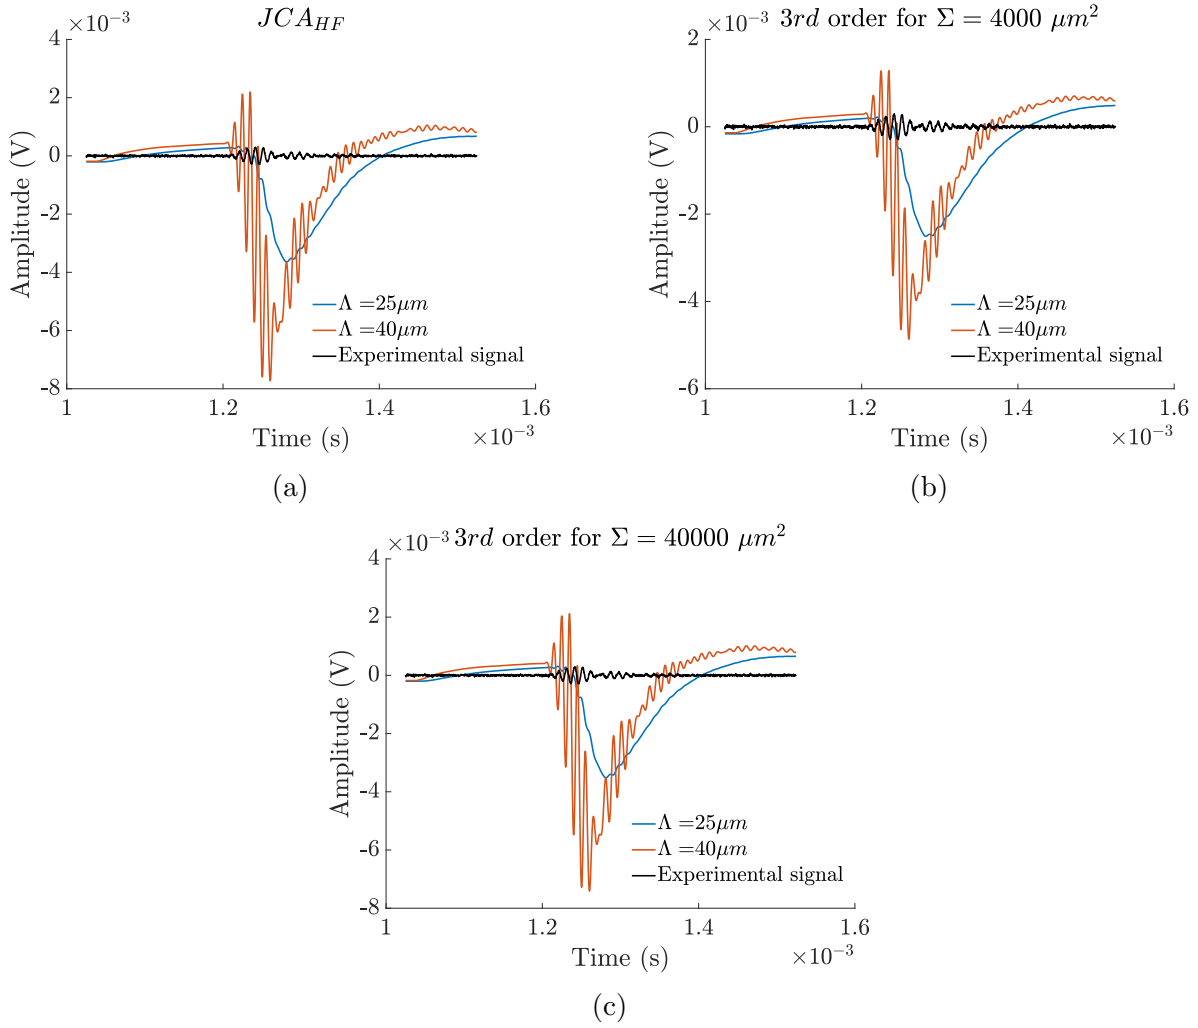 JCA_HF
×10⁻³
4
2
0
-2
-4
-6
-8
Amplitude (V)
Λ =25μm
Λ =40μm
Experimental signal
1 1.2 1.4 1.6
Time (s) ×10⁻³
(a)
×10⁻³ 3rd order for Σ = 4000 μm²
2
0
-2
-4
-6
Amplitude (V)
Λ =25μm
Λ =40μm
Experimental signal
1 1.2 1.4 1.6
Time (s) ×10⁻³
(b)
×10⁻³ 3rd order for Σ = 40000 μm²
4
2
0
-2
-4
-6
-8
Amplitude (V)
Λ =25μm
Λ =40μm
Experimental signal
1 1.2 1.4 1.6
Time (s) ×10⁻³
(c)